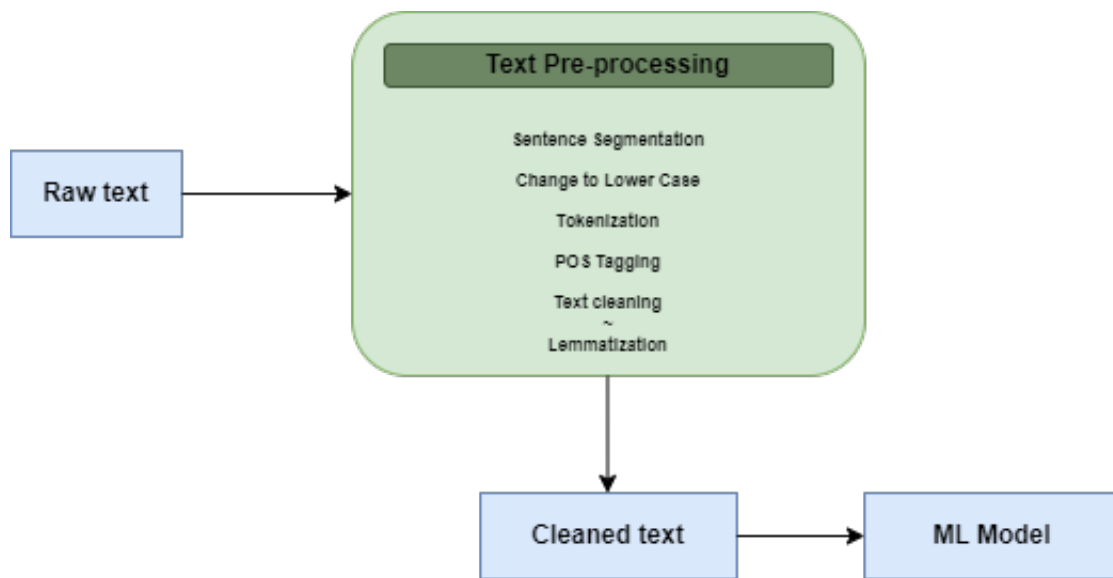 Text Pre-processing
Sentence Segmentation
Change to Lower Case
Raw text
Tokenization
POS Tagging
Text cleaning
~
Lemmatization
Cleaned text
ML Model